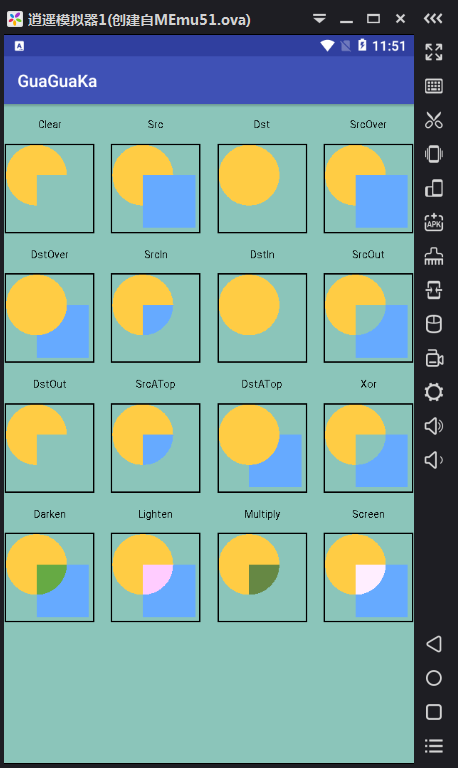 逍遥模拟器1(创建自MEmu51.ova)
A
11:51
GuaGuaKa
Clear Src Dst SrcOver
DstOver SrcIn DstIn SrcOut
DstOut SrcATop DstATop Xor
Darken Lighten Multiply Screen
APK